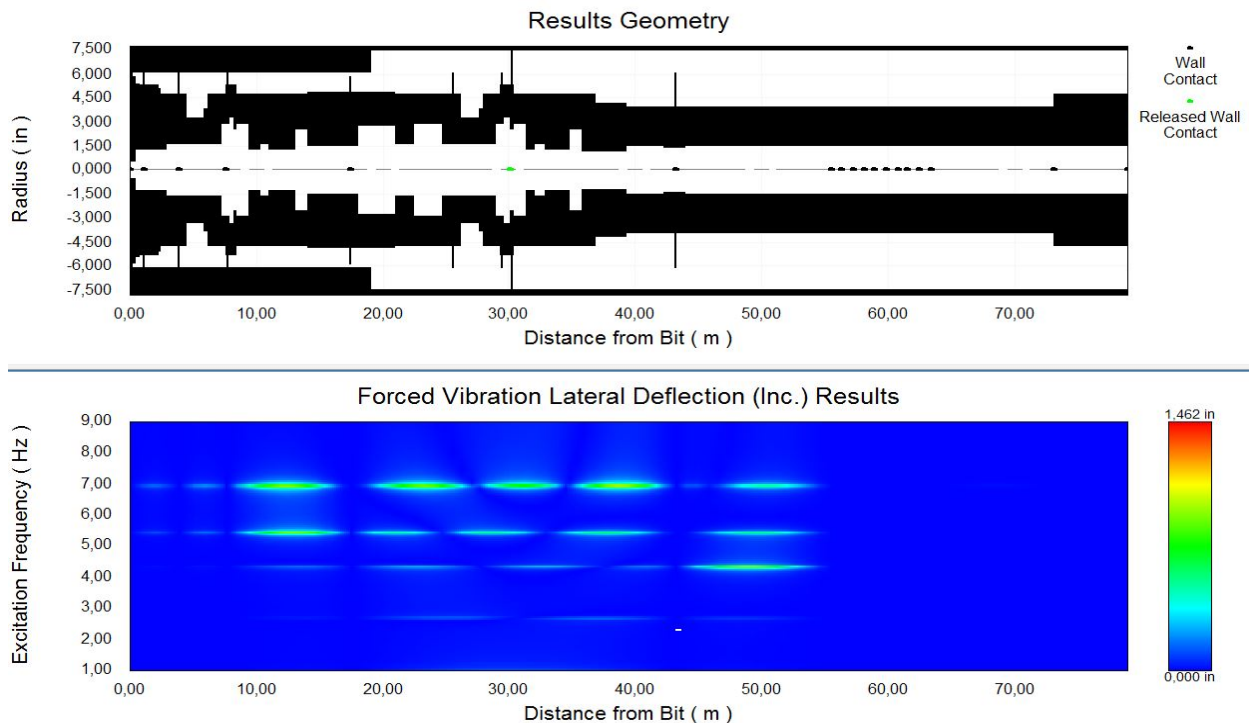 Results Geometry
7,500
6,000
4,500
3,000
1,500
0,000
-1,500
-3,000
-4,500
-6,000
-7,500
Radius ( in )
0,00 10,00 20,00 30,00 40,00 50,00 60,00 70,00
Distance from Bit ( m )
Wall
Contact
Released Wall
Contact
Forced Vibration Lateral Deflection (Inc.) Results
9,00
8,00
7,00
6,00
5,00
4,00
3,00
2,00
1,00
Excitation Frequency ( Hz )
0,00 10,00 20,00 30,00 40,00 50,00 60,00 70,00
Distance from Bit ( m )
1,462 in
0,000 in